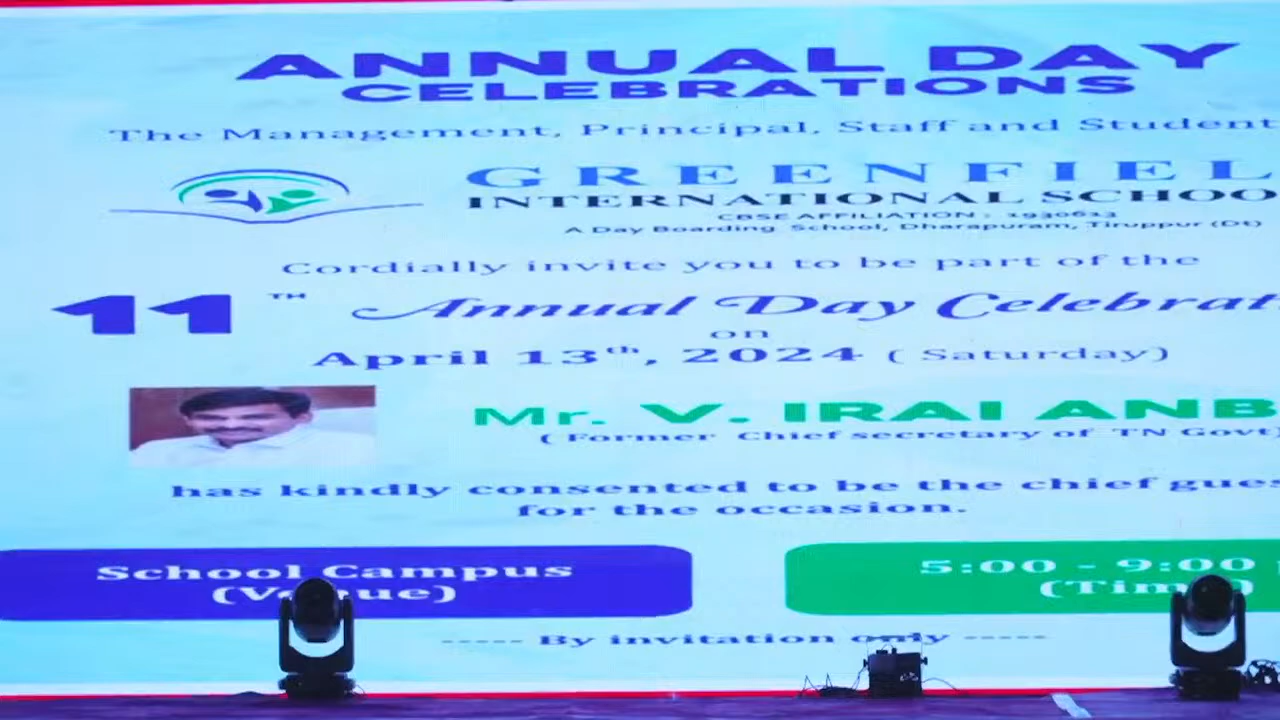 ANNUAL DAY
CELEBRATIONS
The Management, Principal, Staff and Student
GREENFIEL
INTERNATIONAL SCHOO
CBSE AFFILIATION : 1930613
A Day Boarding School, Dharapuram, Tiruppur (Dt)
Cordially invite you to be part of the
11TH Annual Day Celebrat
on
April 13th, 2024 ( Saturday)
Mr. V. IRAI ANB
( Former Chief secretary of TN Govt)
has kindly consented to be the chief gues
for the occasion.
School Campus
(Venue)
5:00 - 9:00
(Time)
----- By invitation only -----